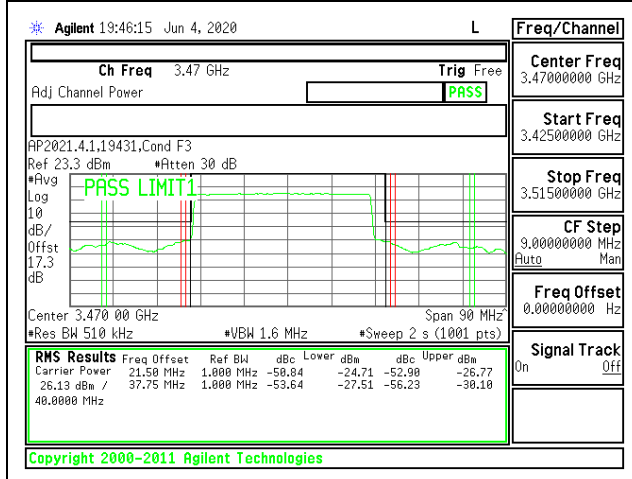 Agilent 19:46:15 Jun 4, 2020 L
Freq/Channel
Ch Freq 3.47 GHz Trig Free
Adj Channel Power PASS
AP2021.4.1,19431,Cond F3
Ref 23.3 dBm #Atten 30 dB
#Avg
Log
10
dB/
Offst
17.3
dB
PASS LIMIT1
Center 3.470 00 GHz Span 90 MHz^
#Res BW 510 kHz #VBW 1.6 MHz #Sweep 2 s (1001 pts)
RMS Results Freq Offset Ref BW dBc Lower dBm dBc Upper dBm
Carrier Power 21.50 MHz 1.000 MHz -50.84 -24.71 -52.90 -26.77
26.13 dBm / 37.75 MHz 1.000 MHz -53.64 -27.51 -56.23 -30.10
40.0000 MHz
Center Freq
3.47000000 GHz
Start Freq
3.42500000 GHz
Stop Freq
3.51500000 GHz
CF Step
9.00000000 MHz
Auto Man
Freq Offset
0.00000000 Hz
Signal Track
On Off
Copyright 2000-2011 Agilent Technologies